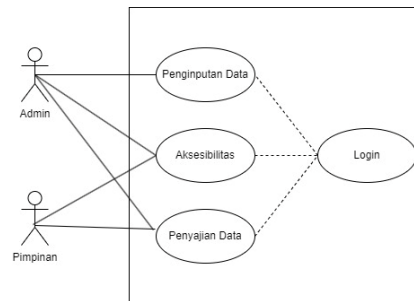 Penginputan Data
Admin
Aksesibilitas
Login
Penyajian Data
Pimpinan